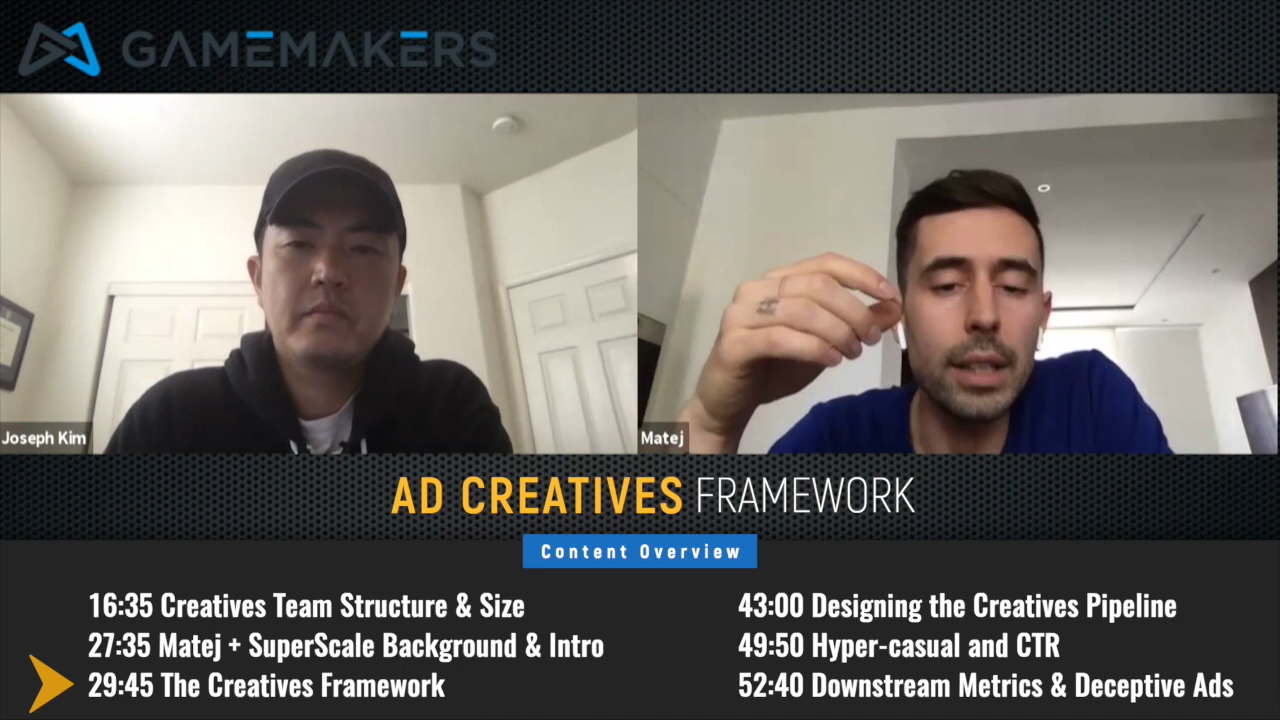 GAMEMAKERS
Joseph Kim
Matej
AD CREATIVES FRAMEWORK
Content Overview
16:35 Creatives Team Structure & Size
27:35 Matej + SuperScale Background & Intro
29:45 The Creatives Framework
43:00 Designing the Creatives Pipeline
49:50 Hyper-casual and CTR
52:40 Downstream Metrics & Deceptive Ads